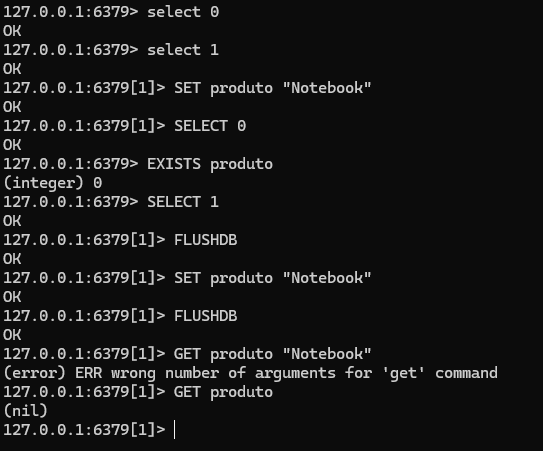 127.0.0.1:6379> select 0
OK
127.0.0.1:6379> select 1
OK
127.0.0.1:6379[1]> SET produto "Notebook"
OK
127.0.0.1:6379[1]> SELECT 0
OK
127.0.0.1:6379> EXISTS produto
(integer) 0
127.0.0.1:6379> SELECT 1
OK
127.0.0.1:6379[1]> FLUSHDB
OK
127.0.0.1:6379[1]> SET produto "Notebook"
OK
127.0.0.1:6379[1]> FLUSHDB
OK
127.0.0.1:6379[1]> GET produto "Notebook"
(error) ERR wrong number of arguments for 'get' command
127.0.0.1:6379[1]> GET produto
(nil)
127.0.0.1:6379[1]>